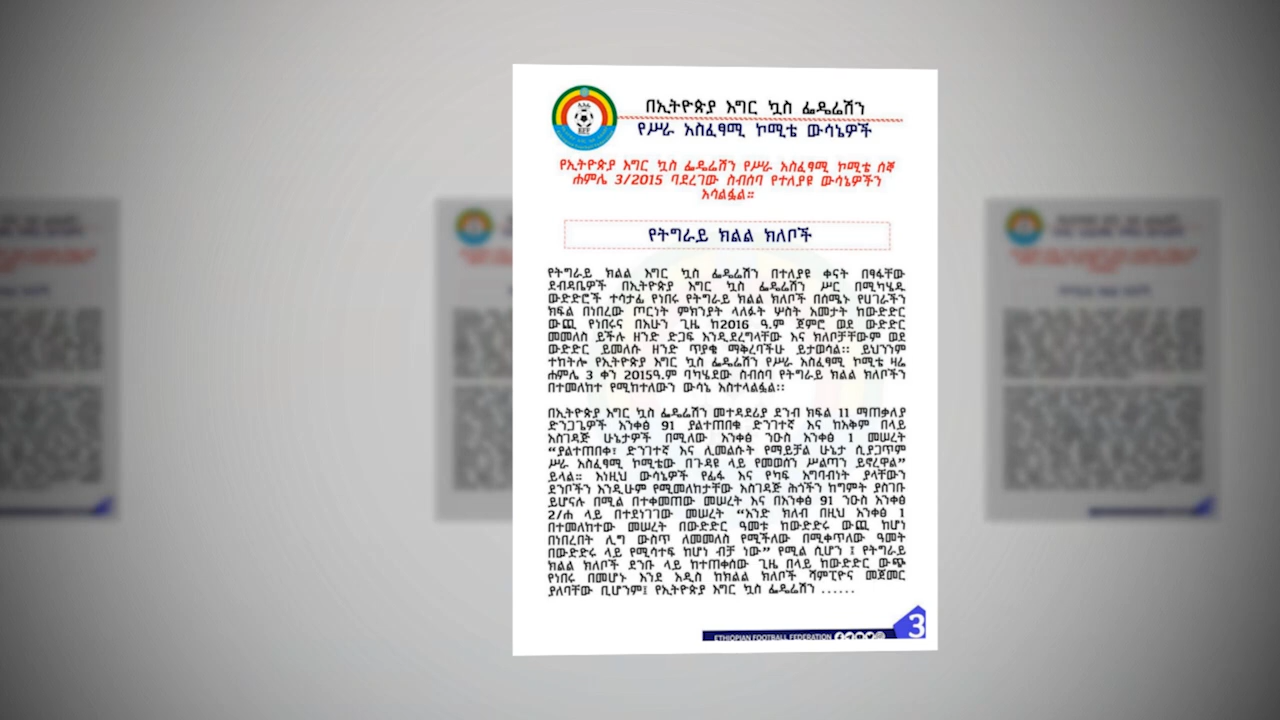 በኢትዮጵያ እግር ኳስ ፌዴሬሽን
የሥራ አስፈፃሚ ኮሚቴ ውሳኔዎች
የኢትዮጵያ እግር ኳስ ፌዴሬሽን የሥራ አስፈፃሚ ኮሚቴ ሰኞ
ሐምሌ 3/2015 ባደረገው ስብሰባ የተለያዩ ውሳኔዎችን
አሳልፏል።
የትግራይ ክልል ክለቦች
የትግራይ ክልል እግር ኳስ ፌዴሬሽን በተለያዩ ቀናት በፃፋቸው
ደብዳቤዎች በኢትዮጵያ እግር ኳስ ፌዴሬሽን ሥር በሚካሄዱ
ውድድሮች ተሳታፊ የነበሩ የትግራይ ክልል ክለቦች በሰሜኑ የሀገራችን
ክፍል በነበረው ጦርነት ምክንያት ላለፉት ሦስት አመታት ከውድድር
ውጪ የነበሩና በአሁን ጊዜ ከ2016 ዓ.ም ጀምሮ ወደ ውድድር
መመለስ ይችሉ ዘንድ ድጋፍ እንዲደረግላቸው እና ክለቦቻቸውም ወደ
ውድድር ይመለሱ ዘንድ ጥያቄ ማቅረባችሁ ይታወሳል፡፡ ይህንንም
ተከትሎ የኢትዮጵያ እግር ኳስ ፌዴሬሽን የሥራ አስፈፃሚ ኮሚቴ ዛሬ
ሐምሌ 3 ቀን 2015ዓ.ም ባካሄደው ስብሰባ የትግራይ ክልል ክለቦችን
በተመለከተ የሚከተለውን ውሳኔ አስተላልፏል፡፡
በኢትዮጵያ እግር ኳስ ፌዴሬሽን መተዳደሪያ ደንብ ክፍል 11 ማጠቃለያ
ድንጋጌዎች አንቀፅ 91 ያልተጠበቁ ድንገተኛ እና ከአቅም በላይ
አስገዳጅ ሁኔታዎች በሚለው አንቀፅ ንዑስ አንቀፅ 1 መሠረት
“ያልተጠበቀ፣ ድንገተኛ እና ሊመልሱት የማይቻል ሁኔታ ሲያጋጥም
ሥራ አስፈፃሚ ኮሚቴው በጉዳዩ ላይ የመወሰን ሥልጣን ይኖረዋል”
ይላል። እነዚህ ውሳኔዎች የፊፋ እና የካፍ አግባብነት ያላቸውን
ደንቦችን እንዲሁም የሚመለከታቸው አስገዳጅ ሕጎችን ከግምት ያስገቡ
ይሆናሉ በሚል በተቀመጠው መሠረት እና በአንቀፅ 91 ንዑስ አንቀፅ
2/ሐ ላይ በተደነገገው መሠረት “አንድ ክለብ በዚህ አንቀፅ 1
በተመለከተው መሠረት በውድድር ዓመቱ ከውድድሩ ውጪ ከሆነ
በነበረበት ሊግ ውስጥ ለመመለስ የሚችለው በሚቀጥለው ዓመት
በውድድሩ ላይ የሚሳተፍ ከሆነ ብቻ ነው” የሚል ሲሆን ፤ የትግራይ
ክልል ክለቦች ደንቡ ላይ ከተጠቀሰው ጊዜ በላይ ከውድድር ውጭ
የነበሩ በመሆኑ እንደ አዲስ ከክልል ክለቦች ሻምፒዮና መጀመር
ያለባቸው ቢሆንም፤ የኢትዮጵያ እግር ኳስ ፌዴሬሽን ......
ETHIOPIAN FOOTBALL FEDERATION
3